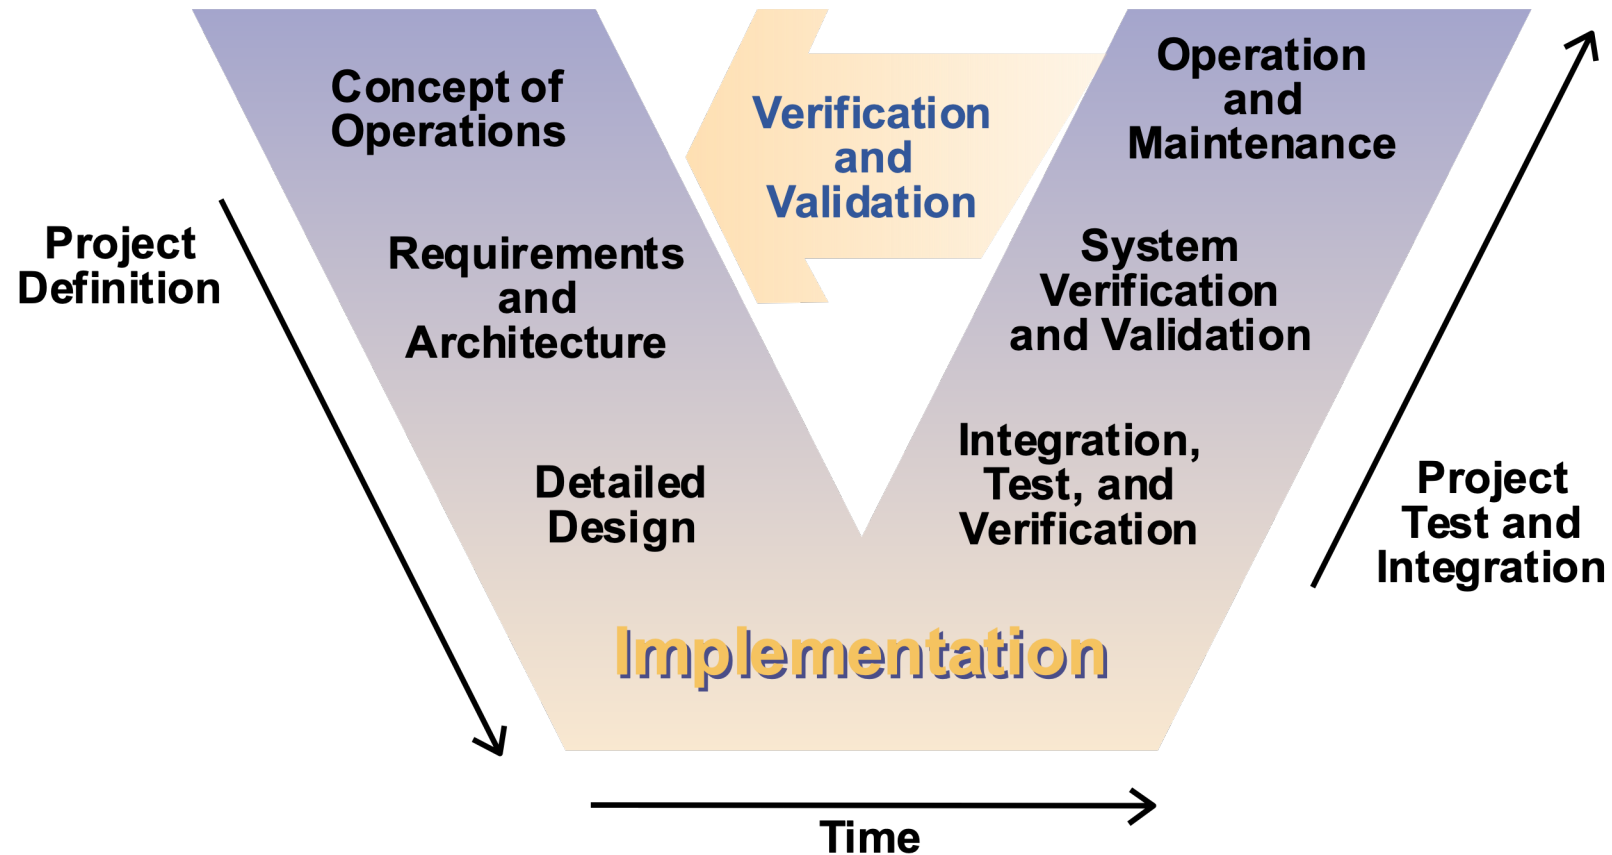 Concept of
Operations
Verification
and
Validation
Operation
and
Maintenance
Project
Definition
Requirements
and
Architecture
System
Verification
and Validation
Detailed
Design
Integration,
Test, and
Verification
Project
Test and
Integration
Implementation
Time